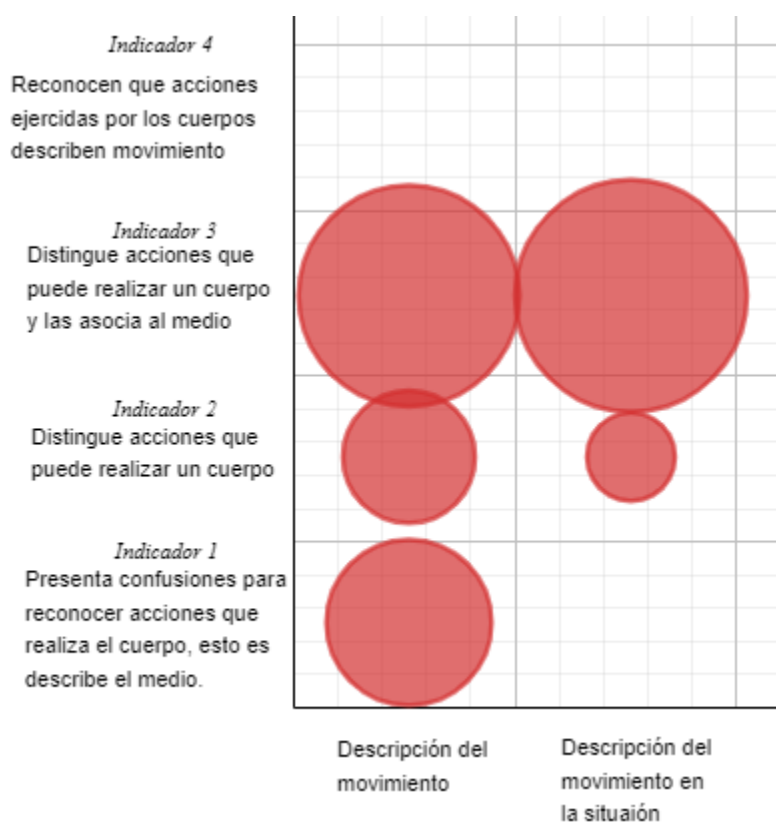 Indicador 4
Reconocen que acciones
ejercidas por los cuerpos
describen movimiento
Indicador 3
Distingue acciones que
puede realizar un cuerpo
y las asocia al medio
Indicador 2
Distingue acciones que
puede realizar un cuerpo
Indicador 1
Presenta confusiones para
reconocer acciones que
realiza el cuerpo, esto es
describe el medio.
Descripción del
movimiento
Descripción del
movimiento en
la situaión